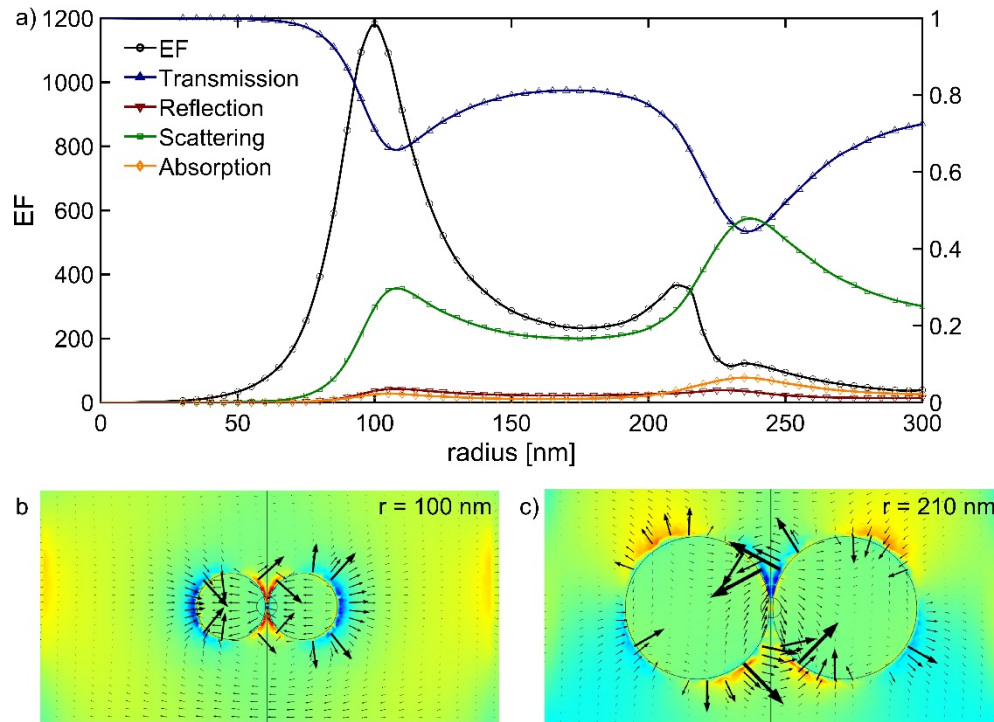 a)
1200
1000
800
600
400
200
0
EF
EF
Transmission
Reflection
Scattering
Absorption
1
0.8
0.6
0.4
0.2
0
0 50 100 150 200 250 300
radius [nm]
b r = 100 nm
c) r = 210 nm